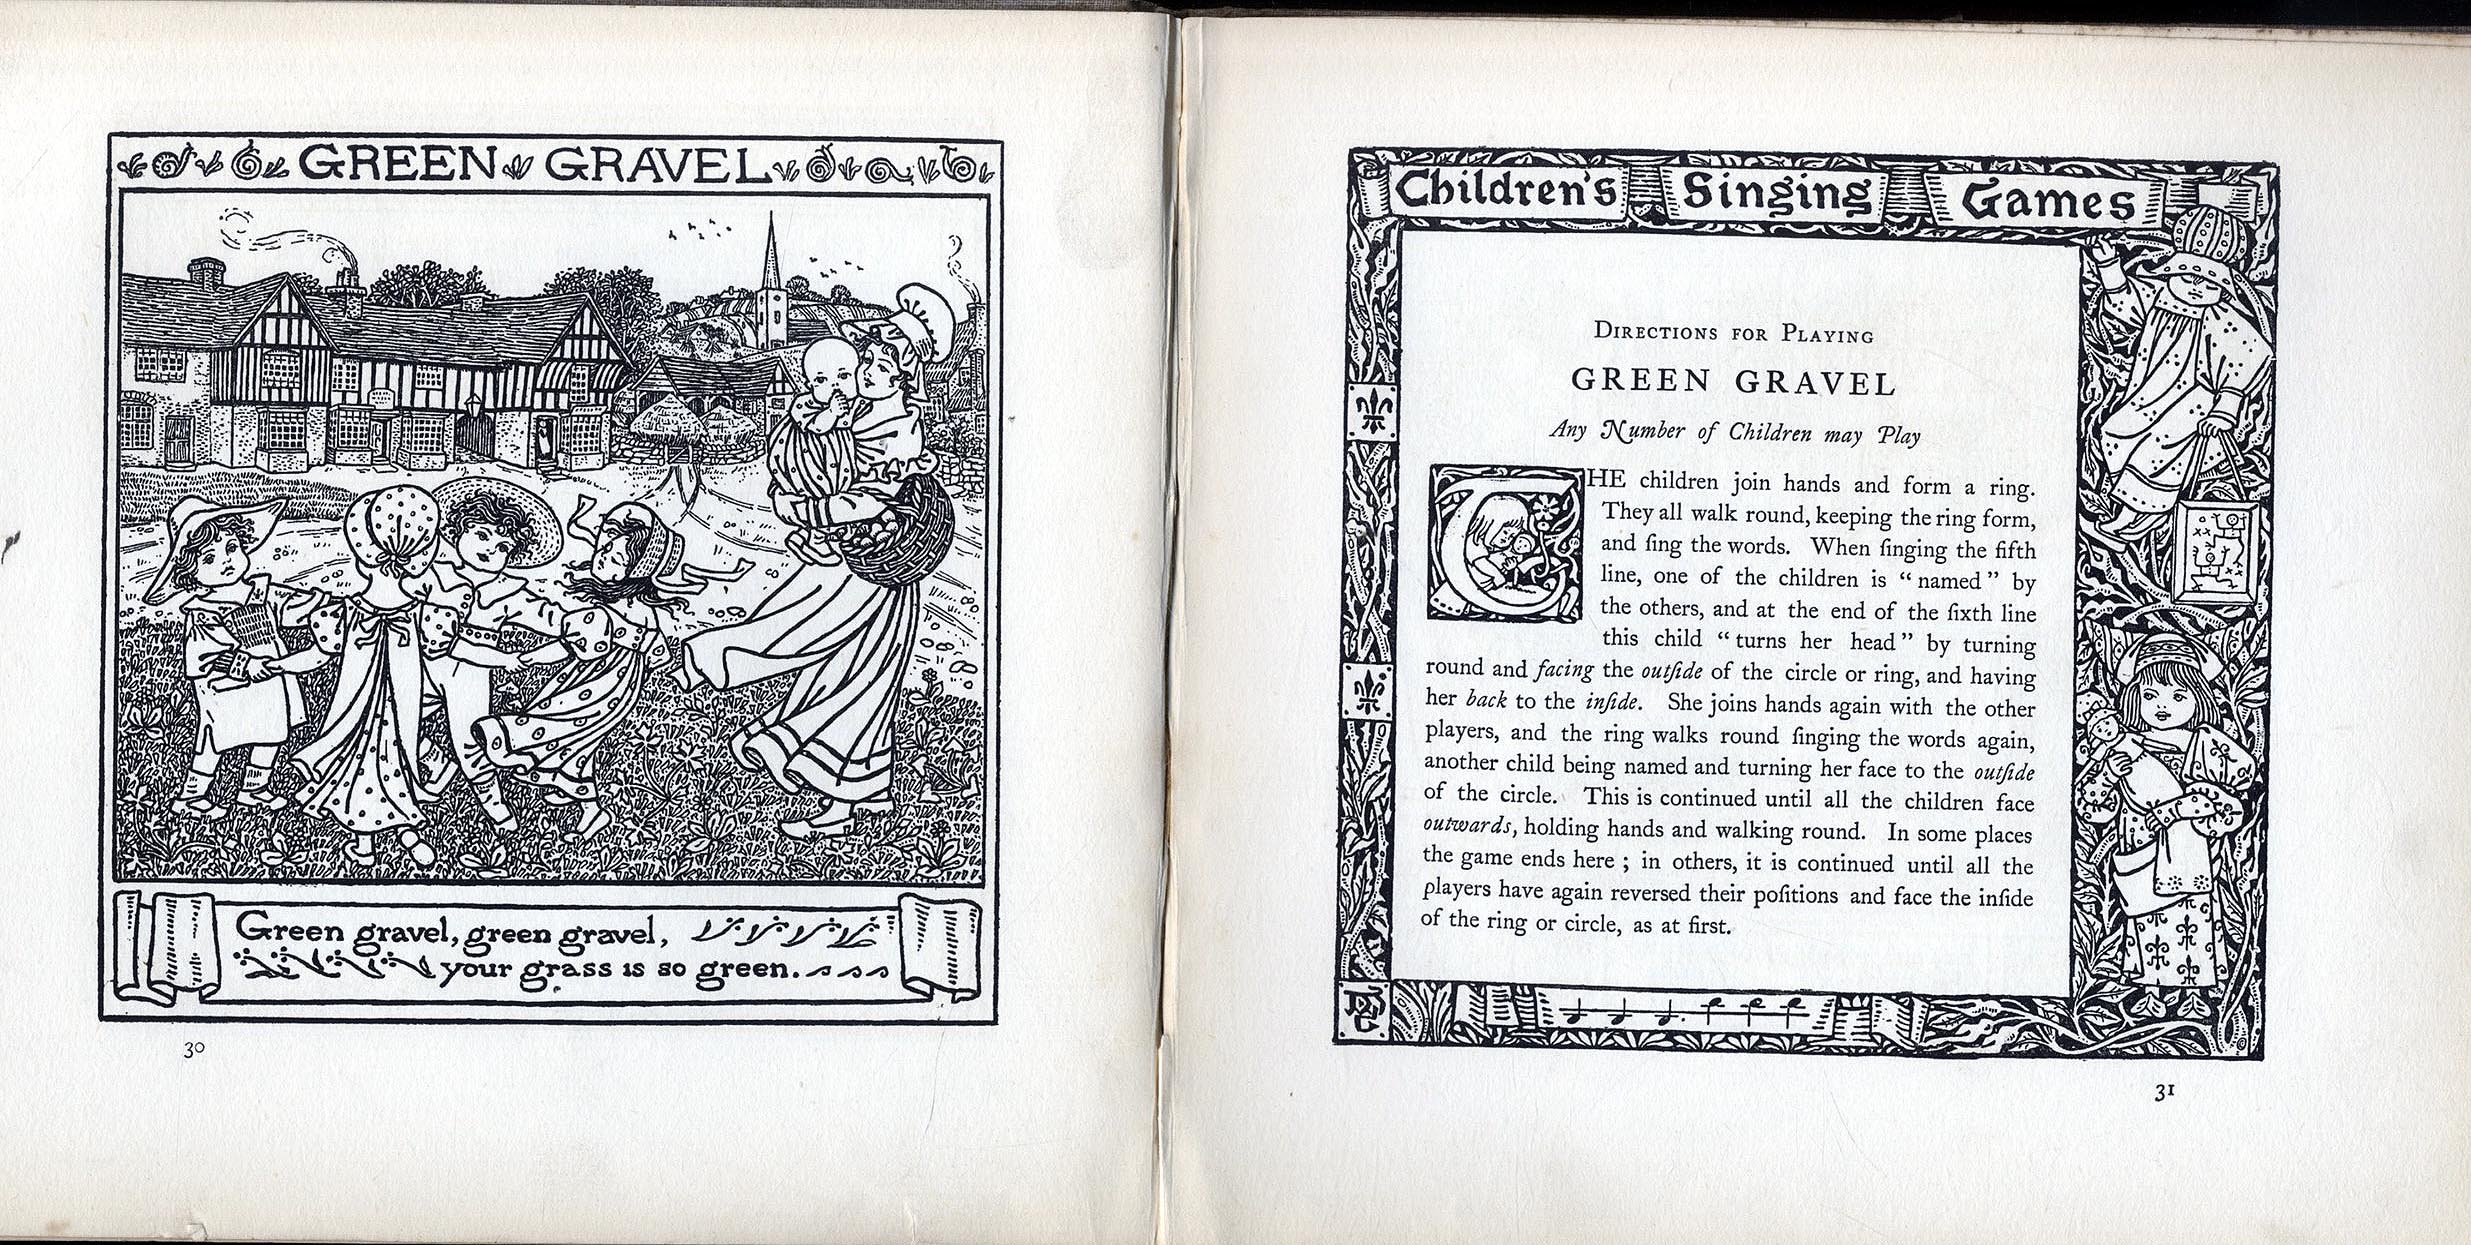 GREEN GRAVEL
Green gravel, green gravel,
your grass is so green.
30
Children's Singing Games
DIRECTIONS FOR PLAYING
GREEN GRAVEL
Any Number of Children may Play
THE children join hands and form a ring.
They all walk round, keeping the ring form,
and ſing the words. When ſinging the fifth
line, one of the children is “named” by
the others, and at the end of the ſixth line
this child “turns her head” by turning
round and facing the outſide of the circle or ring, and having
her back to the inſide. She joins hands again with the other
players, and the ring walks round ſinging the words again,
another child being named and turning her face to the outſide
of the circle. This is continued until all the children face
outwards, holding hands and walking round. In some places
the game ends here ; in others, it is continued until all the
players have again reversed their poſitions and face the inſide
of the ring or circle, as at first.
31